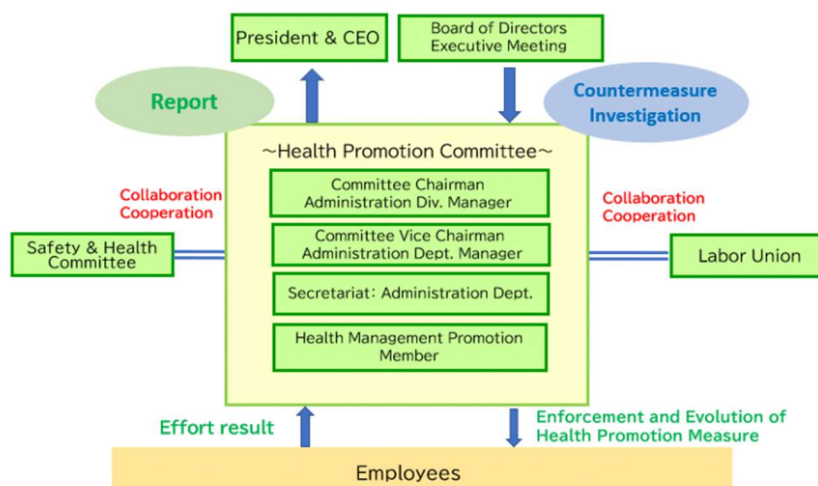 President & CEO
Board of Directors
Executive Meeting
Report
Countermeasure
Investigation
~Health Promotion Committee~
Committee Chairman
Administration Div. Manager
Committee Vice Chairman
Administration Dept. Manager
Secretariat: Administration Dept.
Health Management Promotion
Member
Collaboration
Cooperation
Safety & Health
Committee
Collaboration
Cooperation
Labor Union
Effort result
Enforcement and Evolution of
Health Promotion Measure
Employees